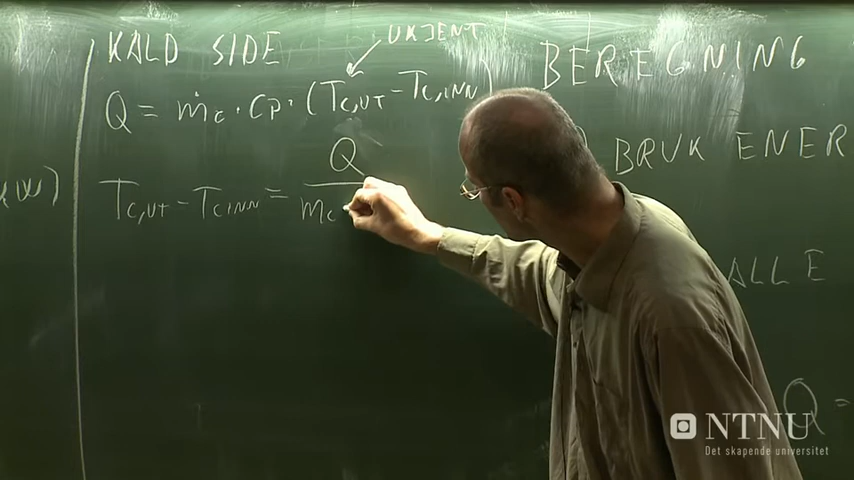 KALD SIDE
UKJENT
Q = ṁc · Cp · (Tc,UT - Tc,INN)
Tc,UT - Tc,INN = Q
mc
BEREGNING
BRUK ENER
ALLE
Q =
NTNU
Det skapende universitet